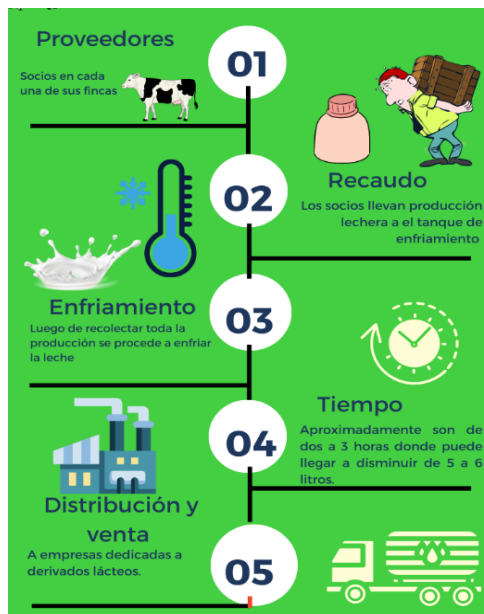 Proveedores
01
Socios en cada
una de sus fincas
02
Recaudo
Los socios llevan producción
lechera a el tanque de
enfriamiento
Enfriamiento
03
Luego de recolectar toda la
producción se procede a enfriar
la leche
Tiempo
04
Aproximadamente son de
dos a 3 horas donde puede
llegar a disminuir de 5 a 6
litros.
Distribución y
venta
05
A empresas dedicadas a
derivados lácteos.